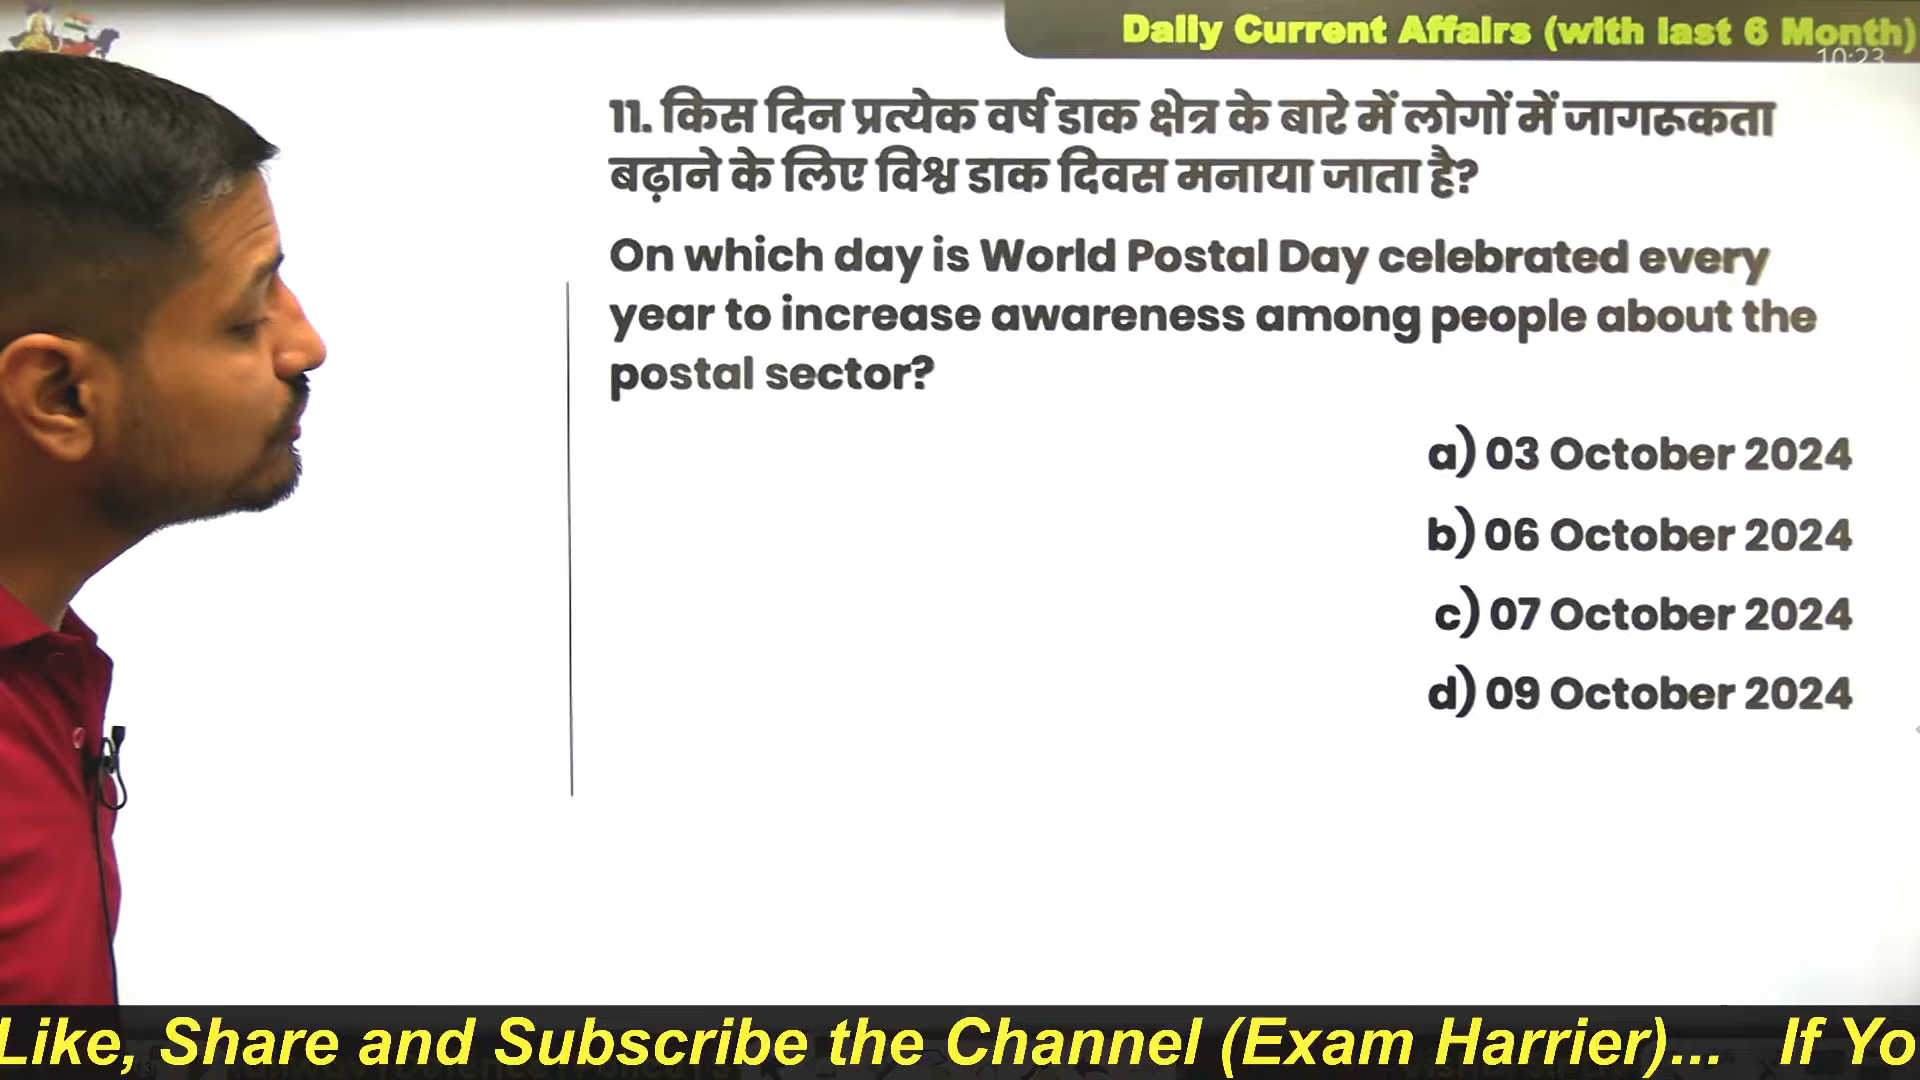 Daily Current Affairs (with last 6 Month)
10:23
11. किस दिन प्रत्येक वर्ष डाक क्षेत्र के बारे में लोगों में जागरूकता
बढ़ाने के लिए विश्व डाक दिवस मनाया जाता है?
On which day is World Postal Day celebrated every
year to increase awareness among people about the
postal sector?
a) 03 October 2024
b) 06 October 2024
c) 07 October 2024
d) 09 October 2024
Like, Share and Subscribe the Channel (Exam Harrier)... If Yo